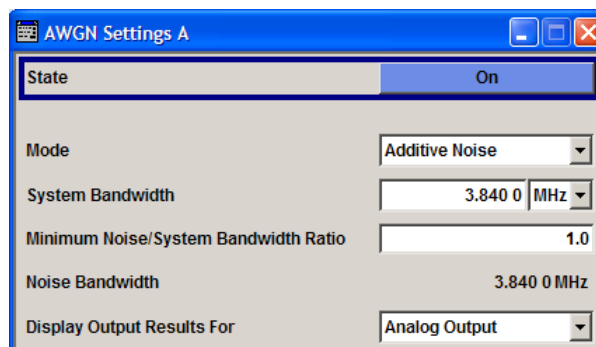 AWGN Settings A
State On
Mode Additive Noise
System Bandwidth 3.840 0 MHz
Minimum Noise/System Bandwidth Ratio 1.0
Noise Bandwidth 3.840 0 MHz
Display Output Results For Analog Output